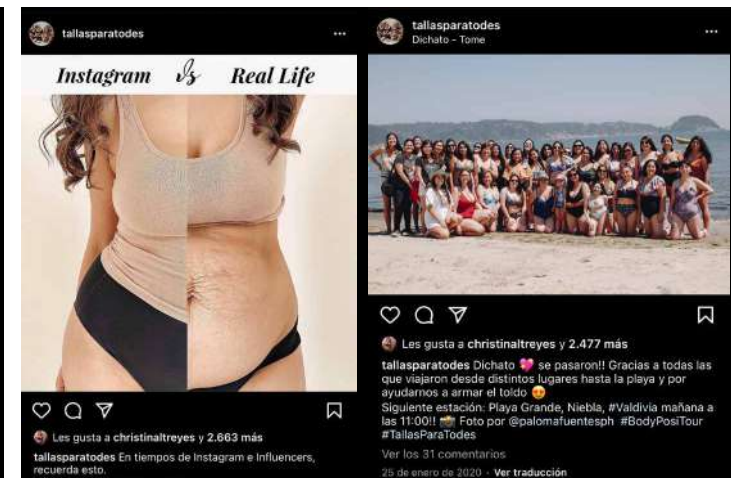 tallasparatodes
Instagram Vs Real Life
Les gusta a christinaltreyes y 2.663 más
tallasparatodes En tiempos de Instagram e Influencers,
recuerda esto.
tallasparatodes
Dichato - Tome
Les gusta a christinaltreyes y 2.477 más
tallasparatodes Dichato 💖 se pasaron!! Gracias a todas las
que viajaron desde distintos lugares hasta la playa y por
ayudarnos a armar el toldo 😍
Siguiente estación: Playa Grande, Niebla, #Valdivia mañana a
las 11:00!! 📸 Foto por @palomafuentesph #BodyPosiTour
#TallasParaTodes
Ver los 31 comentarios
25 de enero de 2020 · Ver traducción